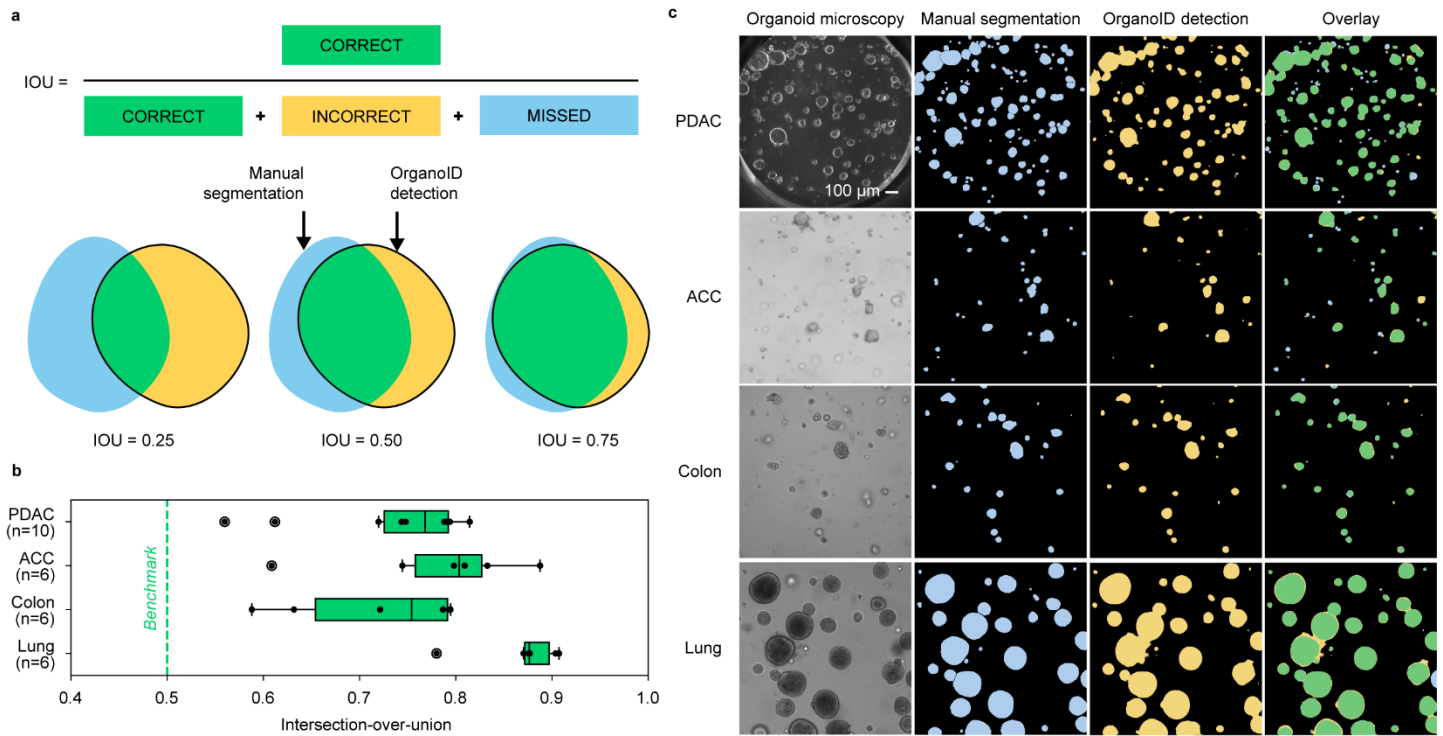 a
CORRECT
IOU =
CORRECT + INCORRECT + MISSED
Manual
segmentation
OrganoID
detection
IOU = 0.25
IOU = 0.50
IOU = 0.75
b
PDAC
(n=10)
ACC
(n=6)
Colon
(n=6)
Lung
(n=6)
Benchmark
0.4 0.5 0.6 0.7 0.8 0.9 1.0
Intersection-over-union
c
Organoid microscopy Manual segmentation OrganoID detection Overlay
PDAC
100 µm
ACC
Colon
Lung